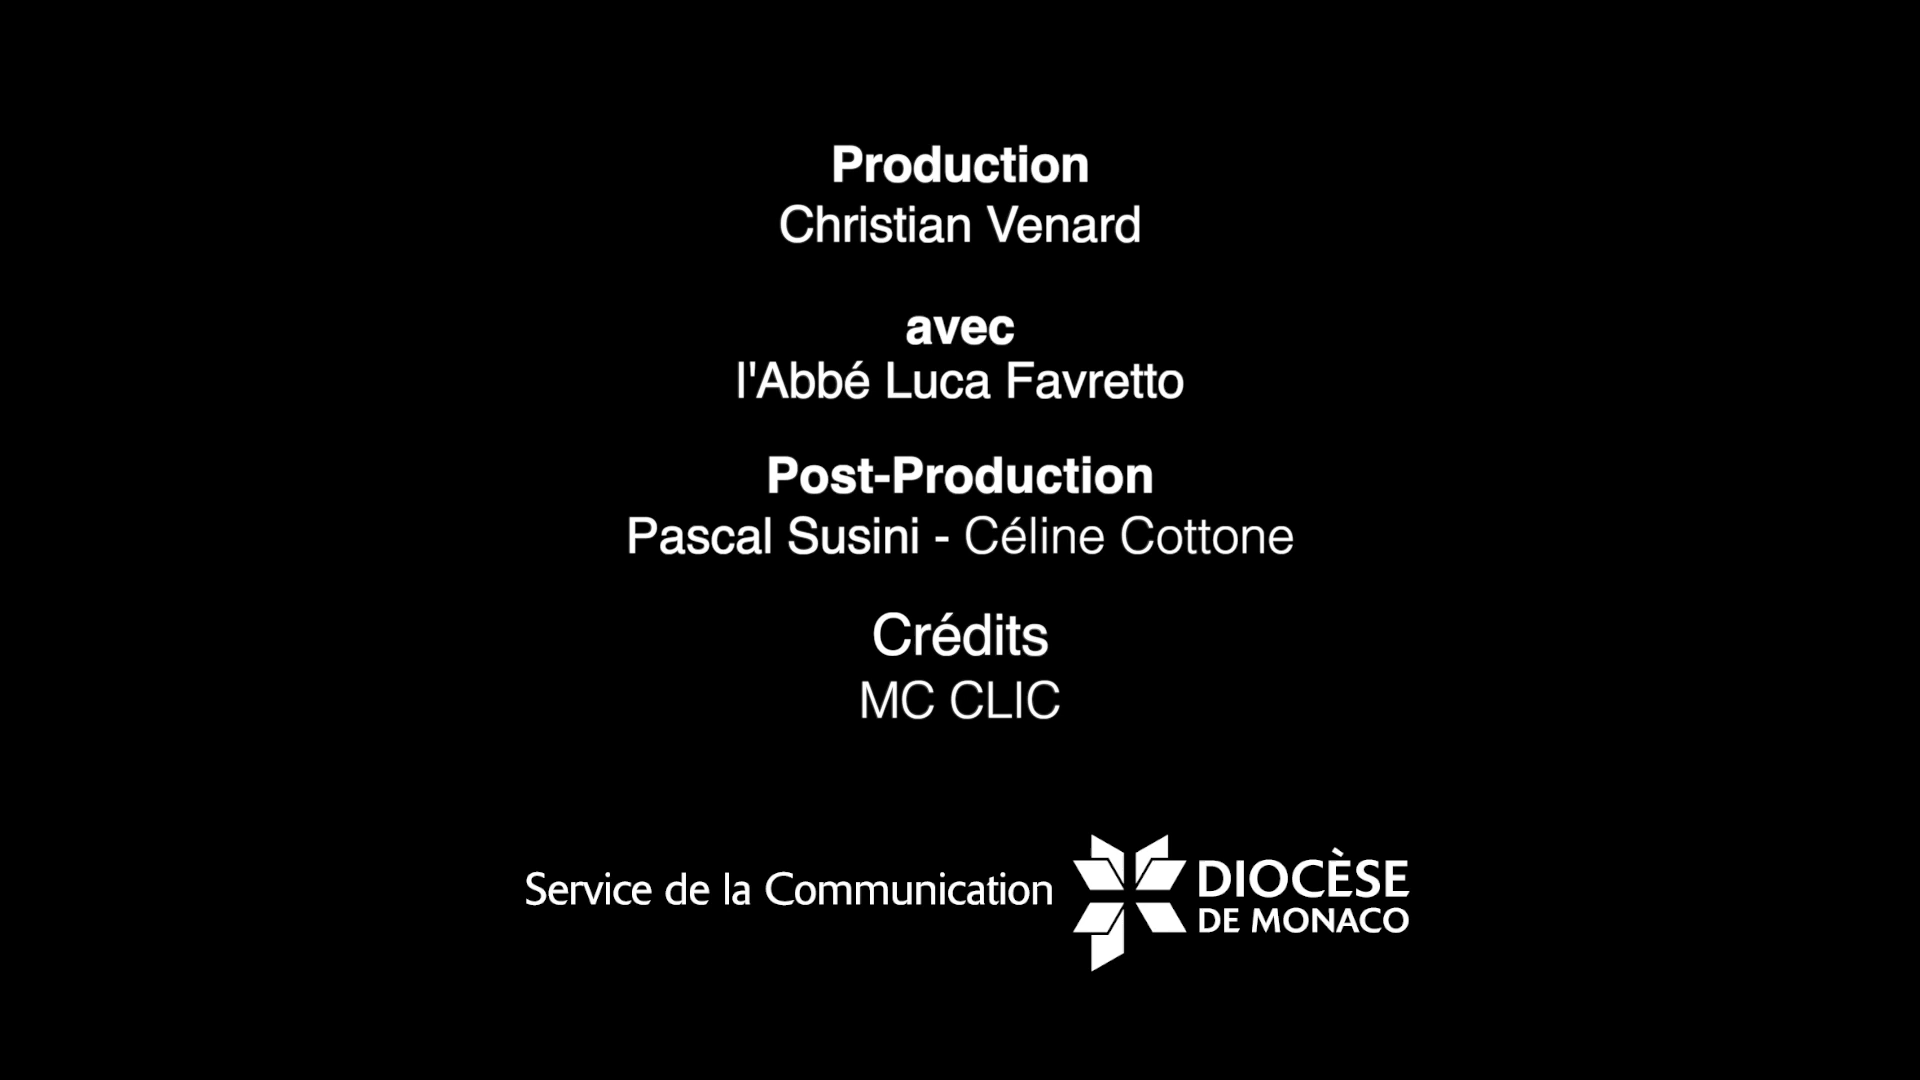 Production
Christian Venard
avec
l'Abbé Luca Favretto
Post-Production
Pascal Susini - Céline Cottone
Crédits
MC CLIC
Service de la Communication
DIOCÈSE
DE MONACO